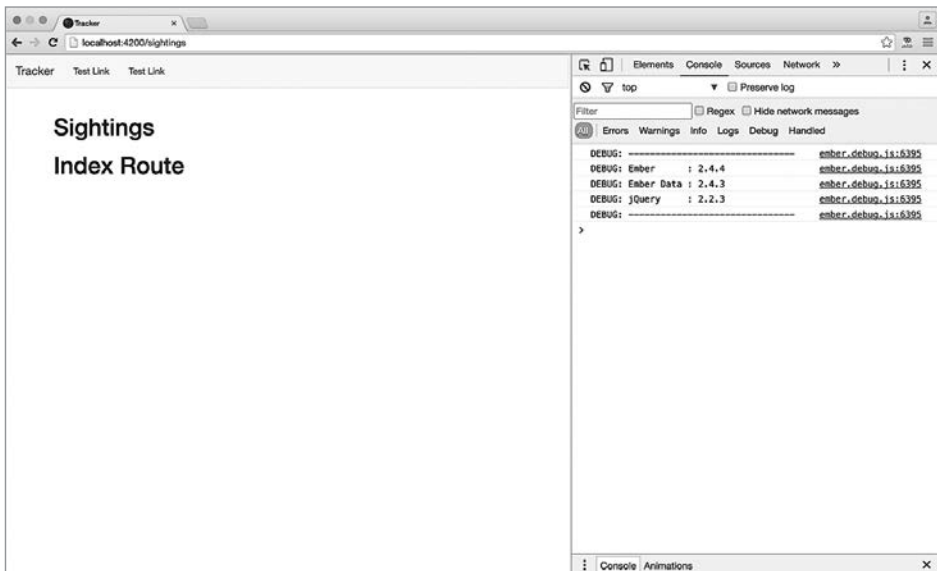 Tracker
localhost:4200/sightings
Tracker Test Link Test Link
Sightings
Index Route
Elements Console Sources Network »
top ▼ Preserve log
Filter Regex Hide network messages
All Errors Warnings Info Logs Debug Handled
DEBUG: ------------------------------- ember.debug.js:6395
DEBUG: Ember : 2.4.4 ember.debug.js:6395
DEBUG: Ember Data : 2.4.3 ember.debug.js:6395
DEBUG: jQuery : 2.2.3 ember.debug.js:6395
DEBUG: ------------------------------- ember.debug.js:6395
>
Console Animations